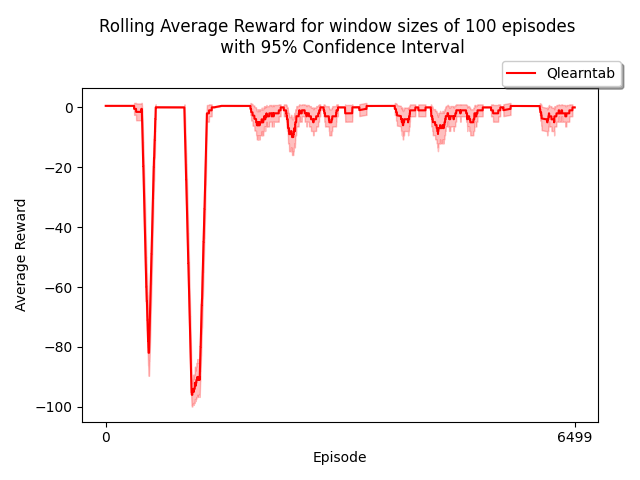 Rolling Average Reward for window sizes of 100 episodes
with 95% Confidence Interval
Qlearntab
0
−20
−40
−60
−80
−100
Average Reward
0
6499
Episode